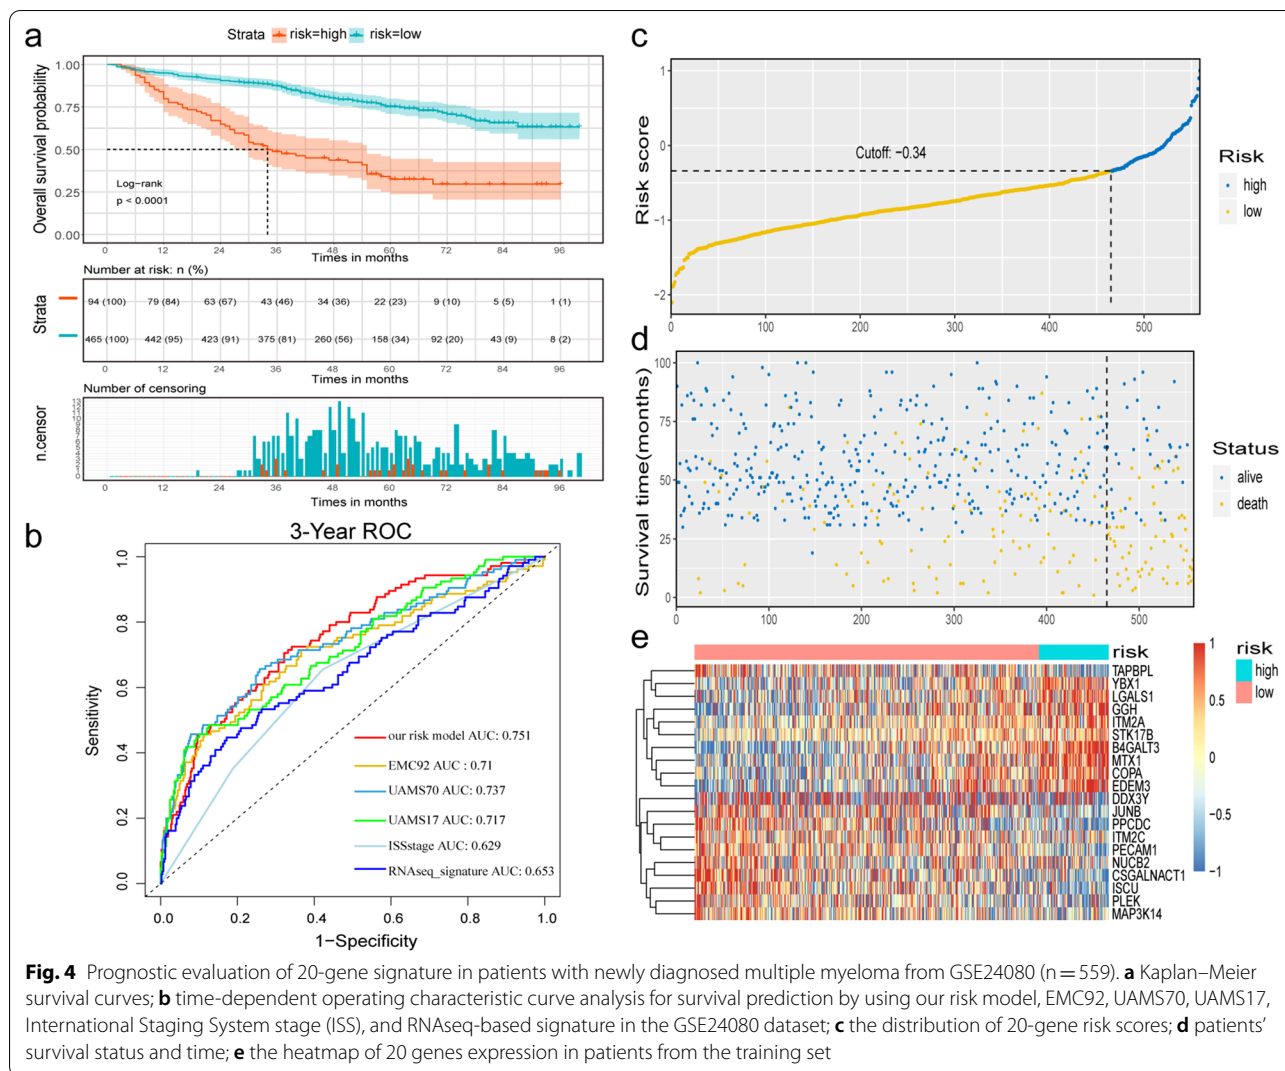 a
Strata risk=high risk=low
Overall survival probability
1.00
0.75
0.50
0.25
0.00
Log-rank
p < 0.0001
0 12 24 36 48 60 72 84 96
Times in months
Number at risk: n (%)
Strata
94 (100) 79 (84) 63 (67) 43 (46) 34 (36) 22 (23) 9 (10) 5 (5) 1 (1)
465 (100) 442 (95) 423 (91) 375 (81) 260 (56) 158 (34) 92 (20) 43 (9) 8 (2)
0 12 24 36 48 60 72 84 96
Times in months
Number of censoring
n.censor
13
12
11
10
9
8
7
6
5
4
3
2
1
0
0 12 24 36 48 60 72 84 96
Times in months
b
3-Year ROC
Sensitivity
1.0
0.8
0.6
0.4
0.2
0.0
our risk model AUC: 0.751
EMC92 AUC : 0.71
UAMS70 AUC: 0.737
UAMS17 AUC: 0.717
ISSstage AUC: 0.629
RNAseq_signature AUC: 0.653
0.0 0.2 0.4 0.6 0.8 1.0
1-Specificity
c
Risk score
1
0
−1
−2
Cutoff: −0.34
0 100 200 300 400 500
Risk
high
low
d
Survival time(months)
100
75
50
25
0
0 100 200 300 400 500
Status
alive
death
e
risk
TAPBPL
YBX1
LGALS1
GGH
ITM2A
STK17B
B4GALT3
MTX1
COPA
EDEM3
DDX3Y
JUNB
PPCDC
ITM2C
PECAM1
NUCB2
CSGALNACT1
ISCU
PLEK
MAP3K14
1
0.5
0
−0.5
−1
risk
high
low
Fig. 4 Prognostic evaluation of 20-gene signature in patients with newly diagnosed multiple myeloma from GSE24080 (n = 559). a Kaplan–Meier
survival curves; b time-dependent operating characteristic curve analysis for survival prediction by using our risk model, EMC92, UAMS70, UAMS17,
International Staging System stage (ISS), and RNAseq-based signature in the GSE24080 dataset; c the distribution of 20-gene risk scores; d patients’
survival status and time; e the heatmap of 20 genes expression in patients from the training set